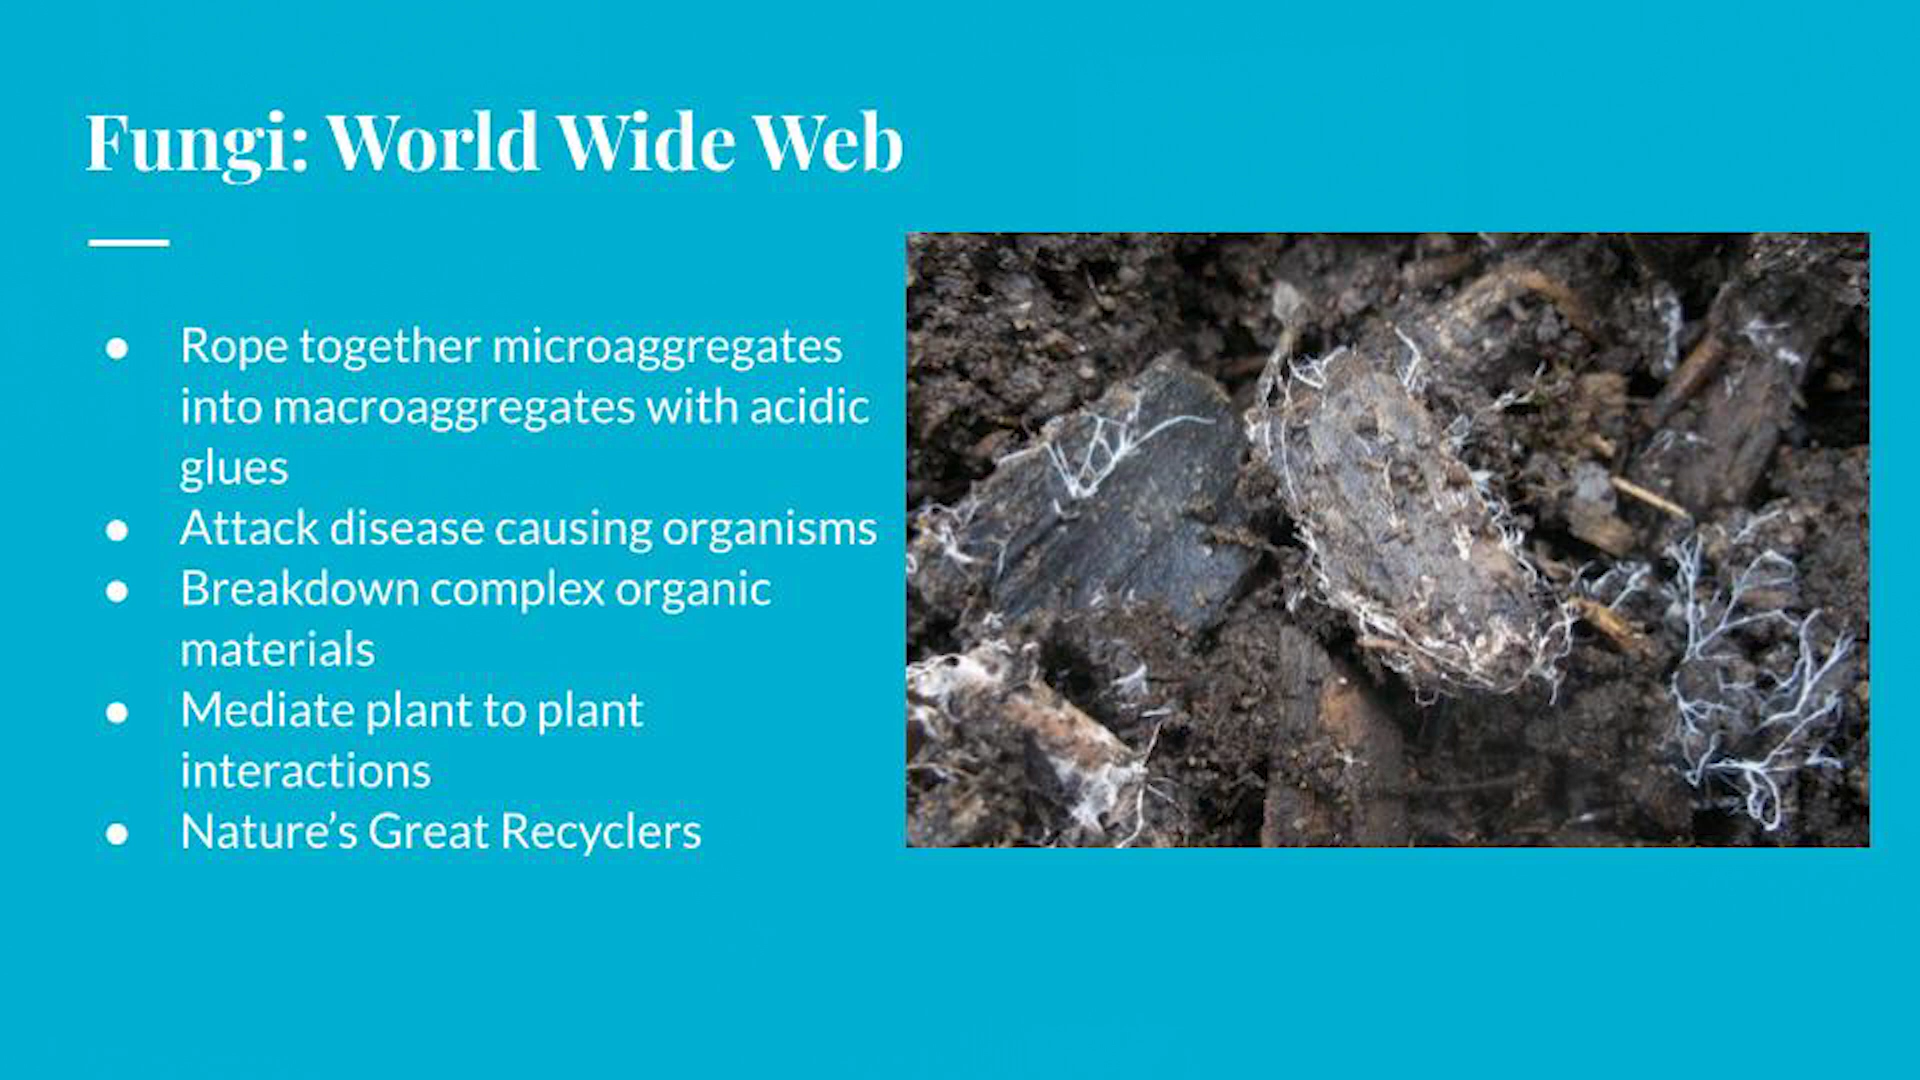 Fungi: World Wide Web
● Rope together microaggregates
into macroaggregates with acidic
glues
● Attack disease causing organisms
● Breakdown complex organic
materials
● Mediate plant to plant
interactions
● Nature’s Great Recyclers